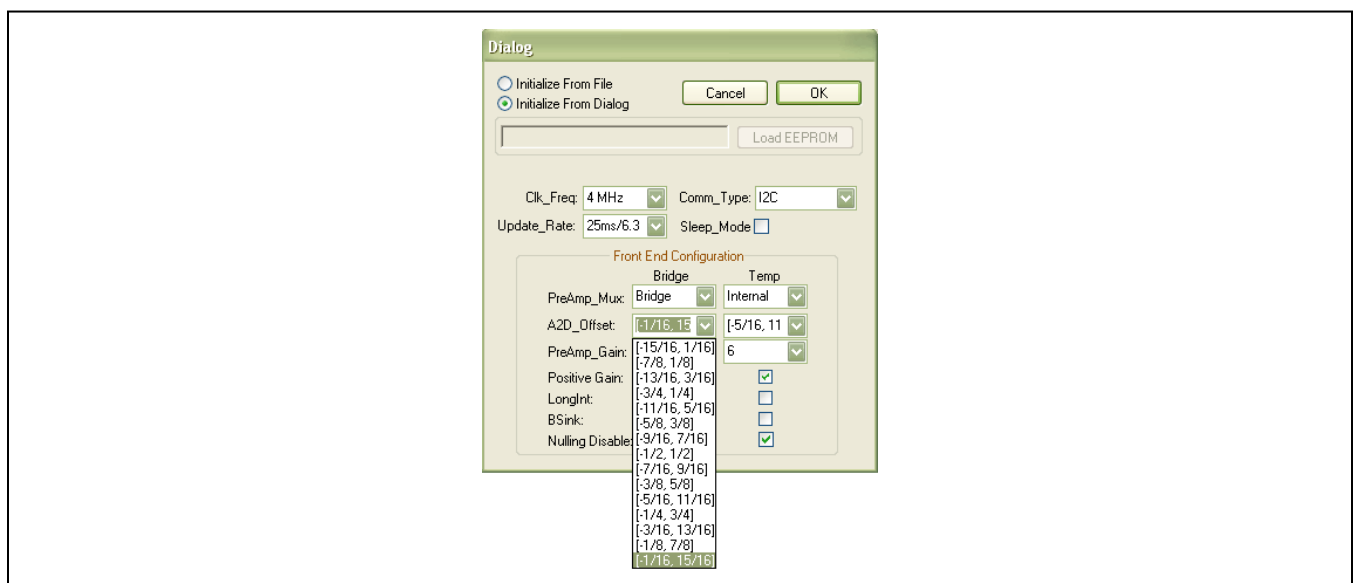 Dialog
Initialize From File
Initialize From Dialog
Cancel
OK
Load EEPROM
Clk_Freq: 4 MHz
Comm_Type: I2C
Update_Rate: 25ms/6.3
Sleep_Mode
Front End Configuration
Bridge Temp
PreAmp_Mux: Bridge Internal
A2D_Offset: [-1/16, 15 [-5/16, 11
PreAmp_Gain: 6
Positive Gain:
LongInt:
BSink:
Nulling Disable:
[-15/16, 1/16]
[-7/8, 1/8]
[-13/16, 3/16]
[-3/4, 1/4]
[-11/16, 5/16]
[-5/8, 3/8]
[-9/16, 7/16]
[-1/2, 1/2]
[-7/16, 9/16]
[-3/8, 5/8]
[-5/16, 11/16]
[-1/4, 3/4]
[-3/16, 13/16]
[-1/8, 7/8]
[-1/16, 15/16]